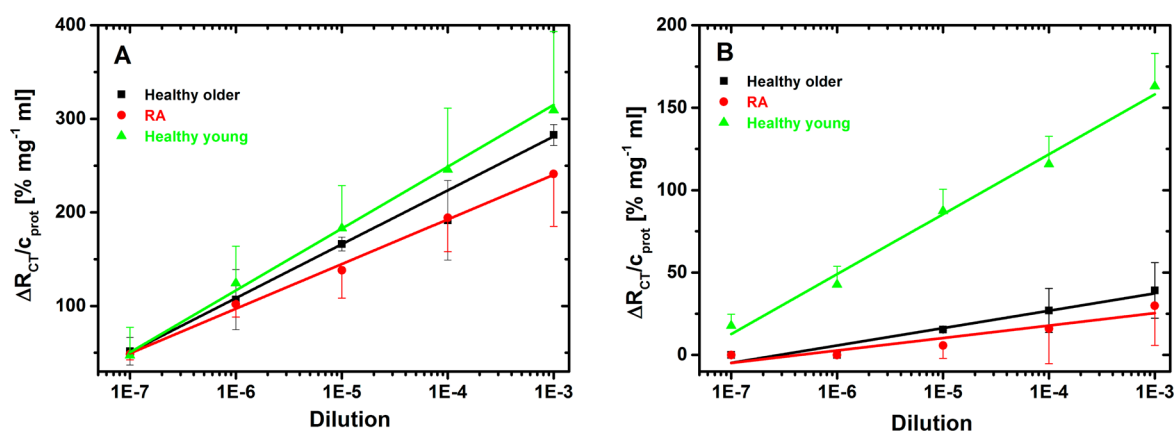 A
Healthy older
RA
Healthy young
ΔR_CT/c_prot [% mg⁻¹ ml]
400
300
200
100
1E-7 1E-6 1E-5 1E-4 1E-3
Dilution
B
Healthy older
RA
Healthy young
ΔR_CT/c_prot [% mg⁻¹ ml]
200
150
100
50
0
1E-7 1E-6 1E-5 1E-4 1E-3
Dilution